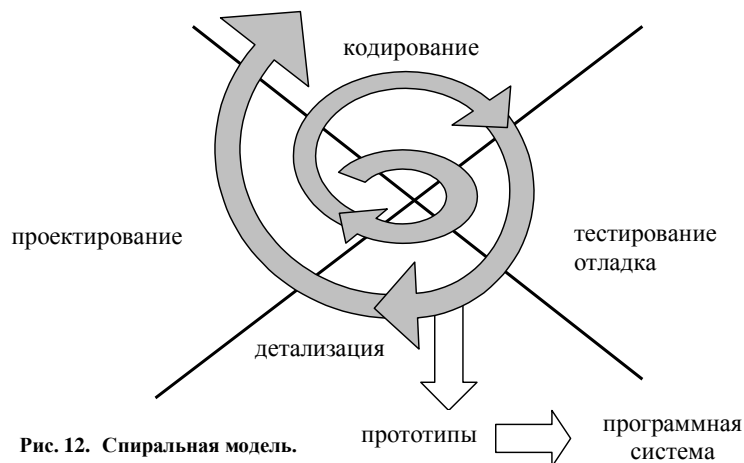 кодирование
проектирование
тестирование
отладка
детализация
прототипы
программная
система
Рис. 12. Спиральная модель.